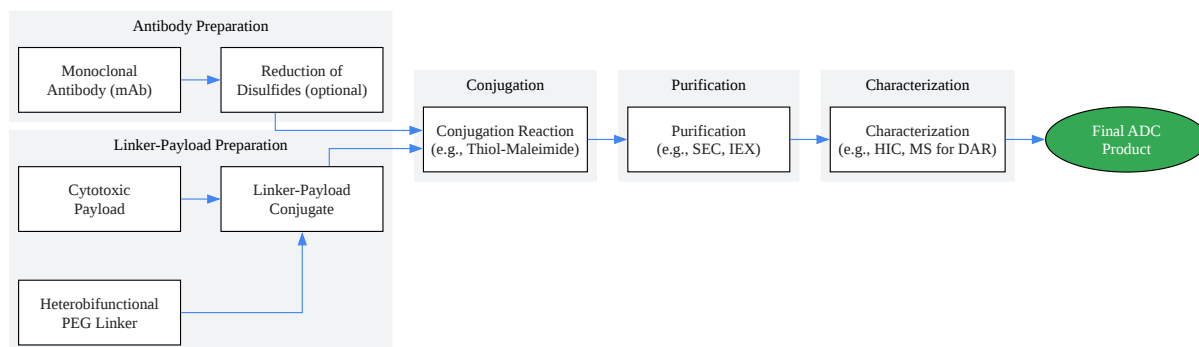 Antibody Preparation
Monoclonal
Antibody (mAb)
Reduction of
Disulfides (optional)
Linker-Payload Preparation
Cytotoxic
Payload
Linker-Payload
Conjugate
Heterobifunctional
PEG Linker
Conjugation
Conjugation Reaction
(e.g., Thiol-Maleimide)
Purification
Purification
(e.g., SEC, IEX)
Characterization
Characterization
(e.g., HIC, MS for DAR)
Final ADC
Product